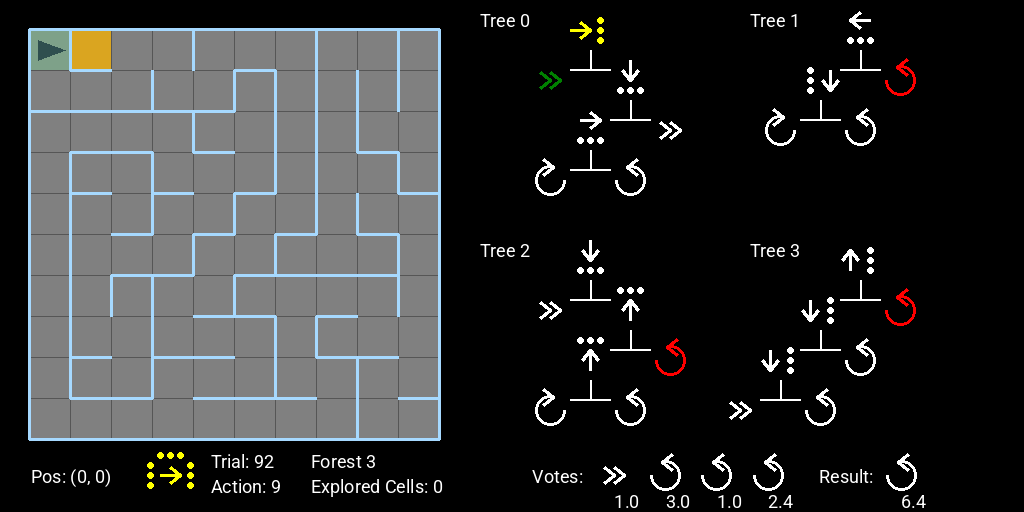 Tree 0
Tree 1
Tree 2
Tree 3
Pos: (0, 0)
Trial: 92
Forest 3
Action: 9
Explored Cells: 0
Votes:
1.0
3.0
1.0
2.4
Result:
6.4